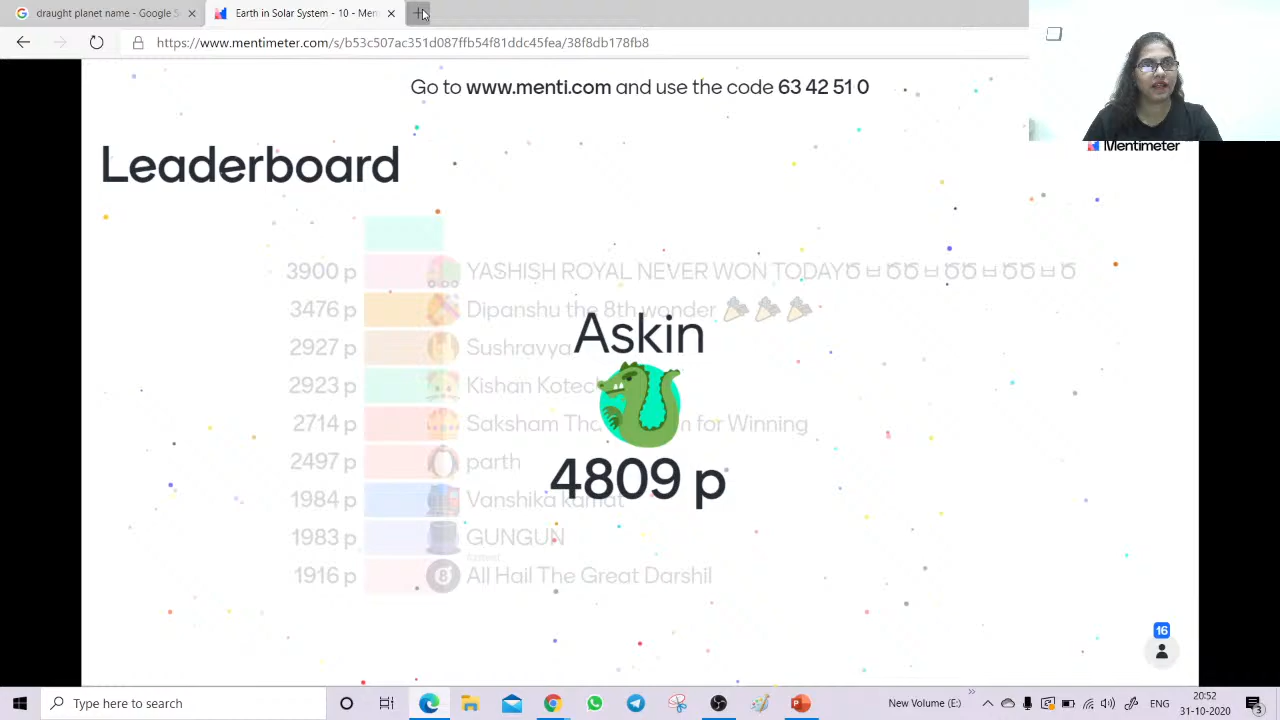 draught planet name - Google S
Earth in Solar System - 10 - Men
https://www.mentimeter.com/s/b53c507ac351d087ffb54f81ddc45fea/38f8db178fb8
Go to www.menti.com and use the code 63 42 51 0
Mentimeter
Leaderboard
3900 p YASHISH ROYAL NEVER WON TODAY
3476 p Dipanshu the 8th wonder
Askin
2927 p Sushravya
2923 p Kishan
2714 p Saksham for Winning
2497 p parth
4809 p
1984 p Vanshika kamat
1983 p GUNGUN
1916 p 8 All Hail The Great Darshil
16
Type here to search
New Volume (E:)
ENG
20:52
31-10-2020
3